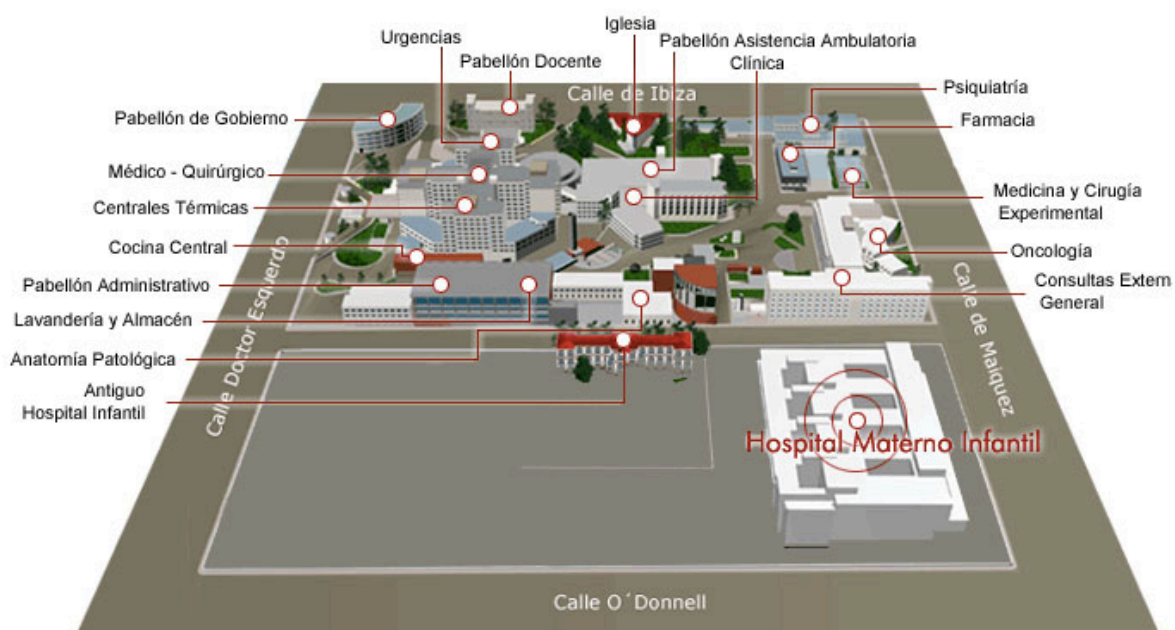 Iglesia
Urgencias
Pabellón Asistencia Ambulatoria
Clínica
Pabellón Docente
Calle de Ibiza
Psiquiatría
Pabellón de Gobierno
Farmacia
Médico - Quirúrgico
Centrales Térmicas
Medicina y Cirugía
Experimental
Cocina Central
Oncología
Pabellón Administrativo
Consultas Extern
General
Lavandería y Almacén
Anatomía Patológica
Antiguo
Hospital Infantil
Calle Doctor Esquerdo
Calle de Maiquez
Hospital Materno Infantil
Calle O´Donnell